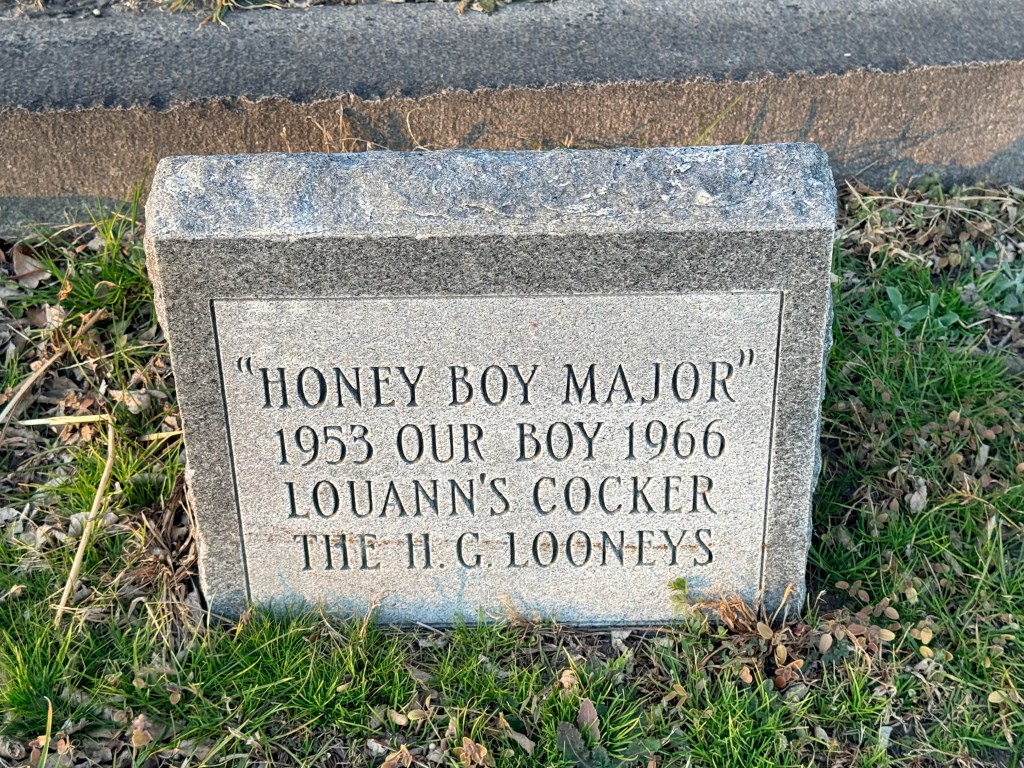 "HONEY BOY MAJOR"
1953 OUR BOY 1966
LOUANN'S COCKER
THE H. G. LOONEYS